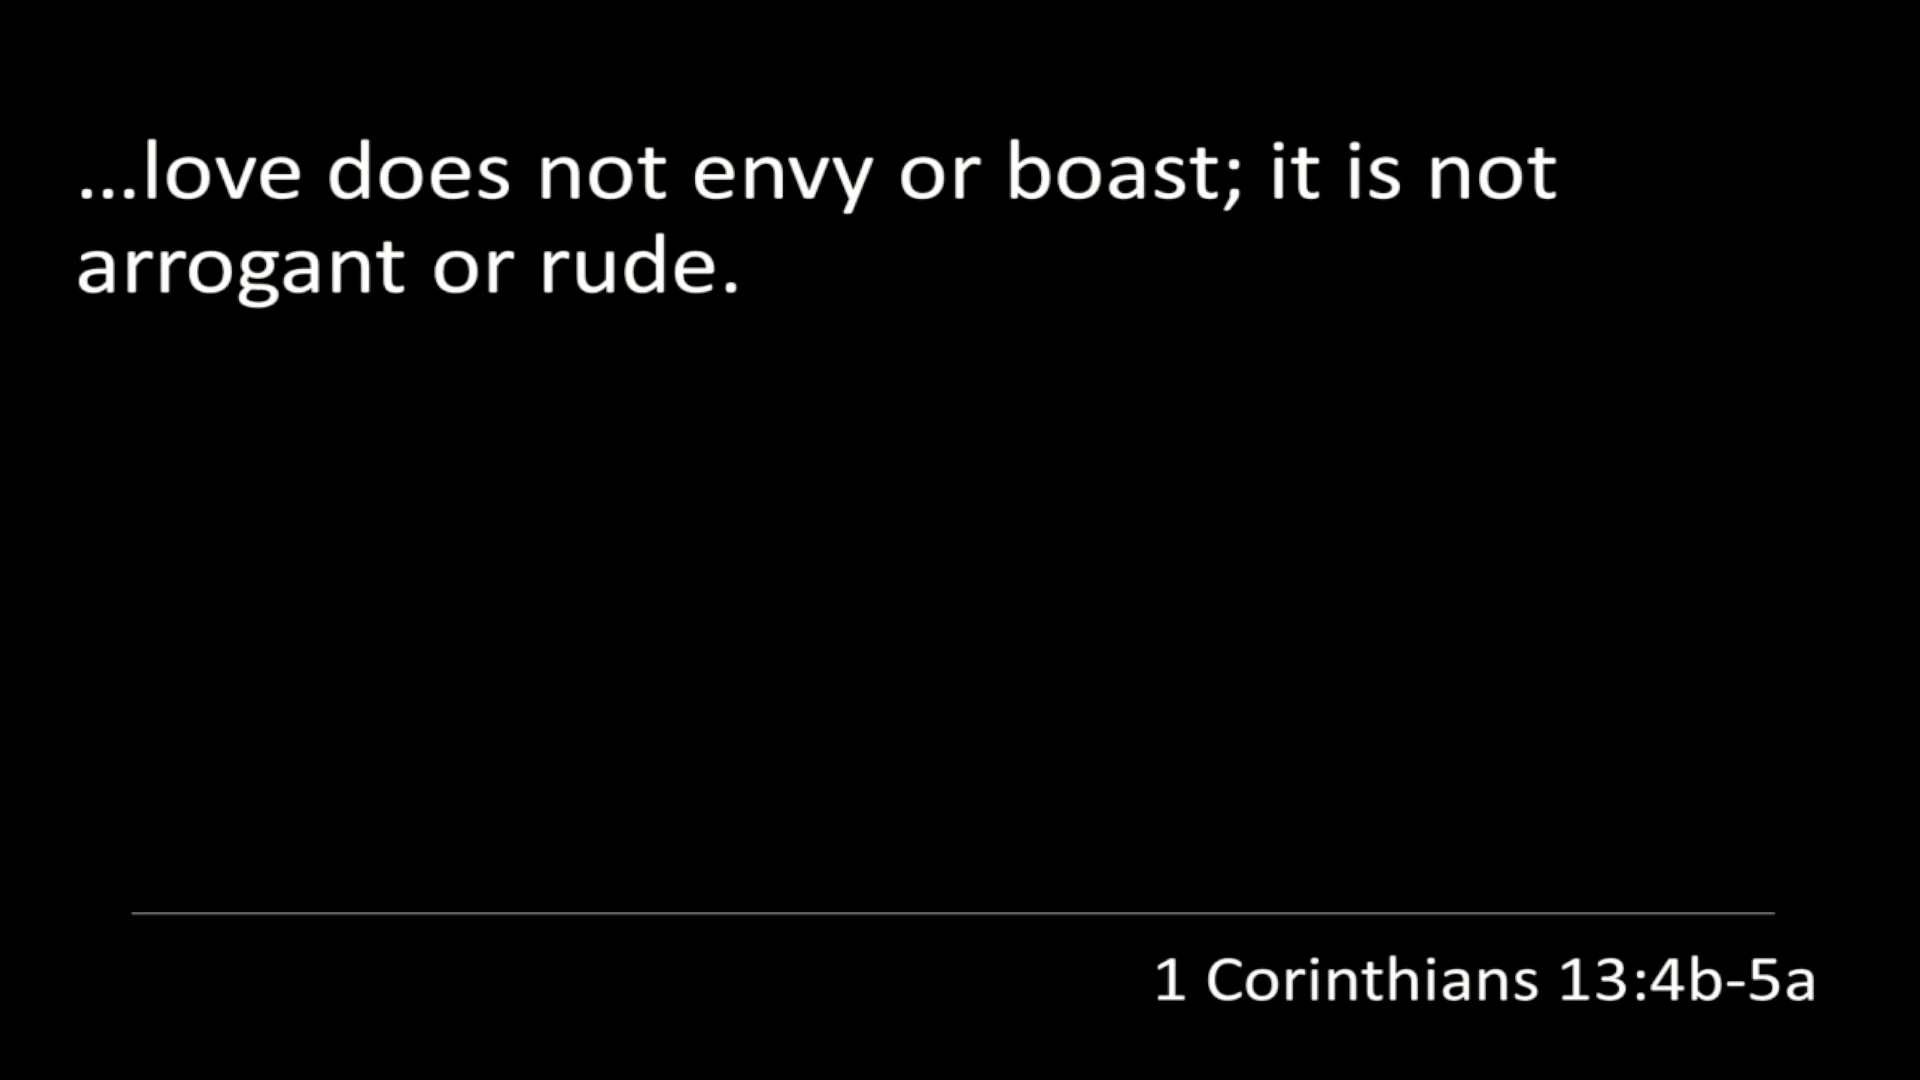 ...love does not envy or boast; it is not
arrogant or rude.
1 Corinthians 13:4b-5a